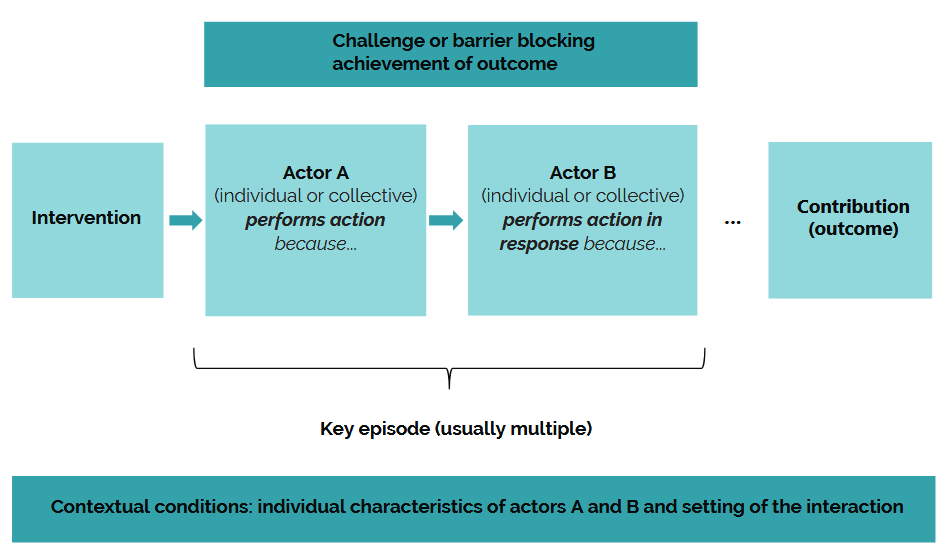 Challenge or barrier blocking
achievement of outcome
Intervention
Actor A
(individual or collective)
performs action
because...
Actor B
(individual or collective)
performs action in
response because...
...
Contribution
(outcome)
Key episode (usually multiple)
Contextual conditions: individual characteristics of actors A and B and setting of the interaction